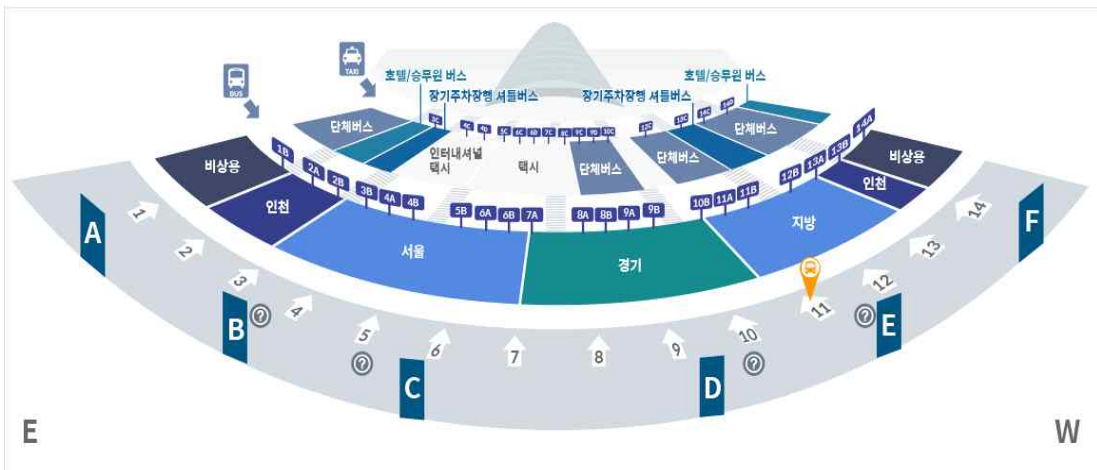 TAXI
BUS
호텔/승무원 버스
장기주차장행 셔틀버스
호텔/승무원 버스
장기주차장행 셔틀버스
단체버스
3C
4C
4D
5C
6C
6D
7C
8C
9C
9D
10C
12C
13C
14C
14D
단체버스
인터내셔널
택시
택시
단체버스
단체버스
비상용
1B
2A
2B
3B
4A
4B
5B
6A
6B
7A
8A
8B
9A
9B
10B
11A
11B
12B
13A
13B
14A
비상용
인천
서울
경기
지방
인천
A
B
C
D
E
F
1
2
3
4
5
6
7
8
9
10
11
12
13
14
?
?
?
?
E
W